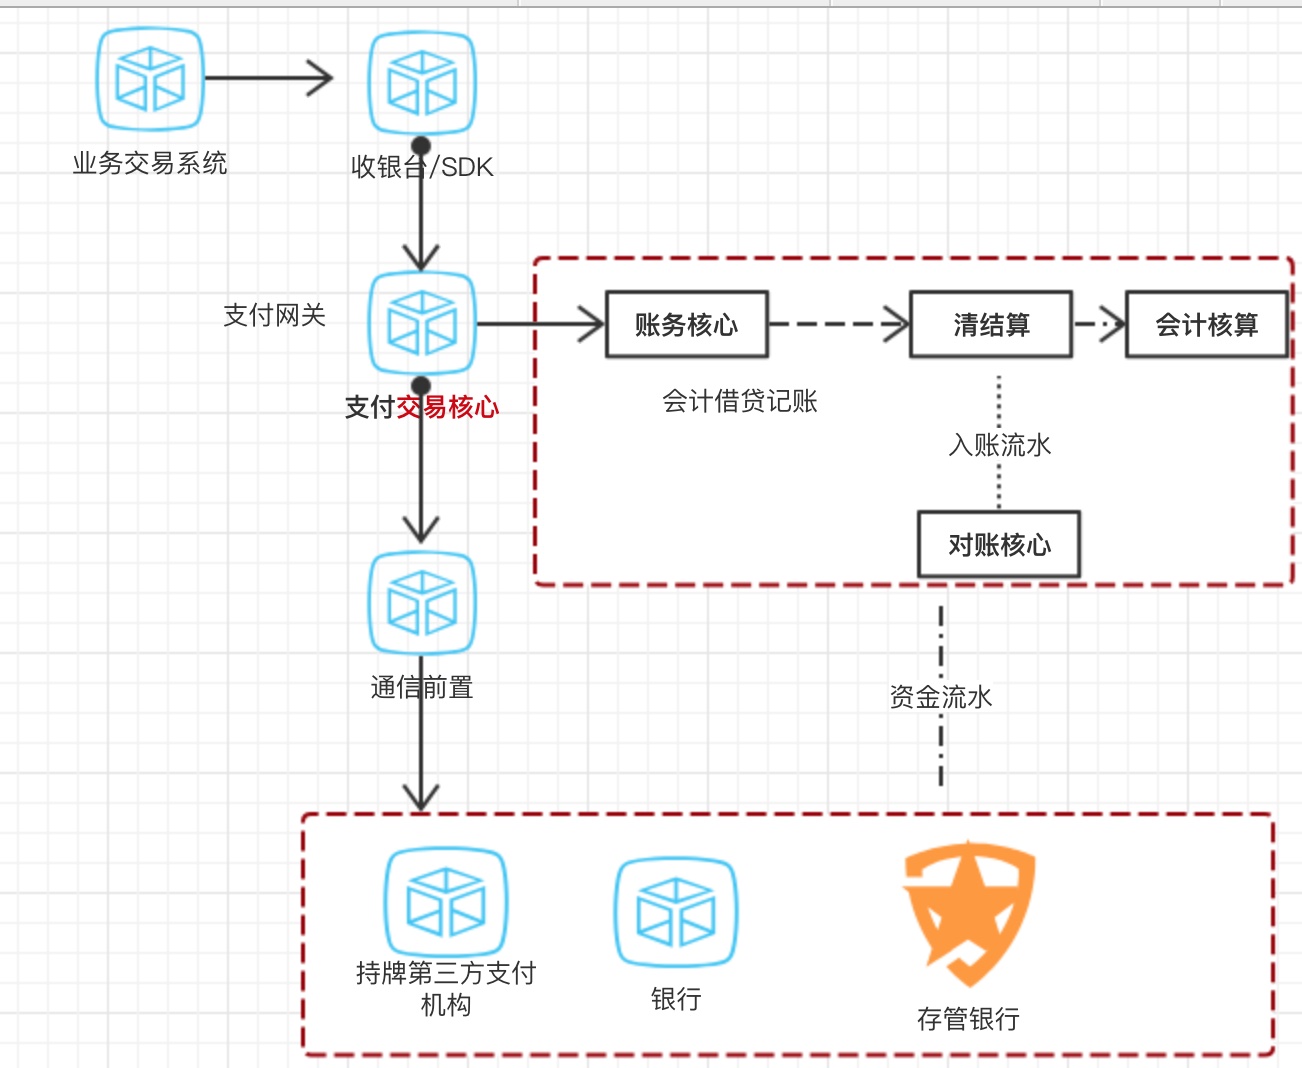 业务交易系统
收银台/SDK
支付网关
支付交易核心
账务核心
清结算
会计核算
会计借贷记账
入账流水
对账核心
通信前置
资金流水
持牌第三方支付
机构
银行
存管银行